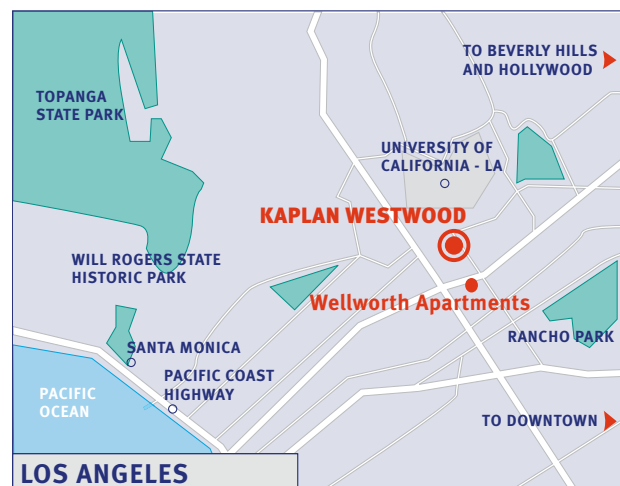 TO BEVERLY HILLS
AND HOLLYWOOD
TOPANGA
STATE PARK
UNIVERSITY OF
CALIFORNIA - LA
KAPLAN WESTWOOD
WILL ROGERS STATE
HISTORIC PARK
Wellworth Apartments
RANCHO PARK
SANTA MONICA
PACIFIC COAST
HIGHWAY
PACIFIC
OCEAN
TO DOWNTOWN
LOS ANGELES